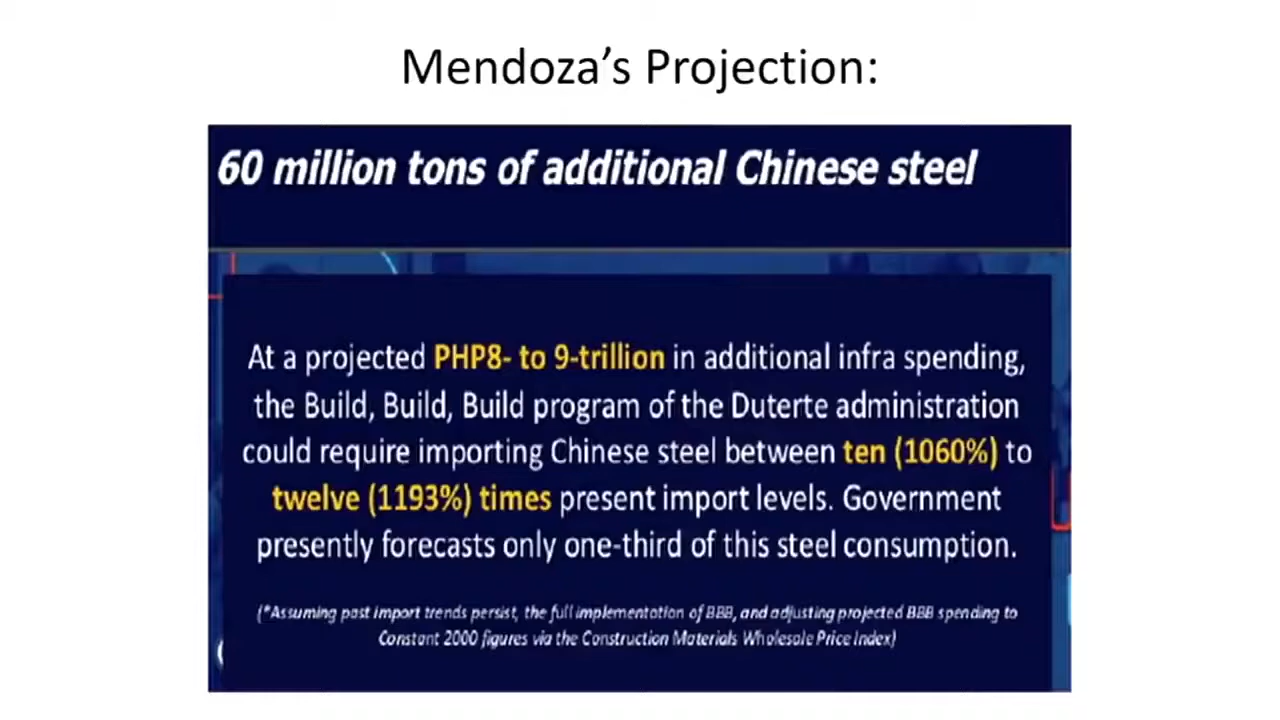 Mendoza’s Projection:
60 million tons of additional Chinese steel
At a projected PHP8- to 9-trillion in additional infra spending,
the Build, Build, Build program of the Duterte administration
could require importing Chinese steel between ten (1060%) to
twelve (1193%) times present import levels. Government
presently forecasts only one-third of this steel consumption.
(*Assuming past import trends persist, the full implementation of BBB, and adjusting projected BBB spending to
Constant 2000 figures via the Construction Materials Wholesale Price Index)